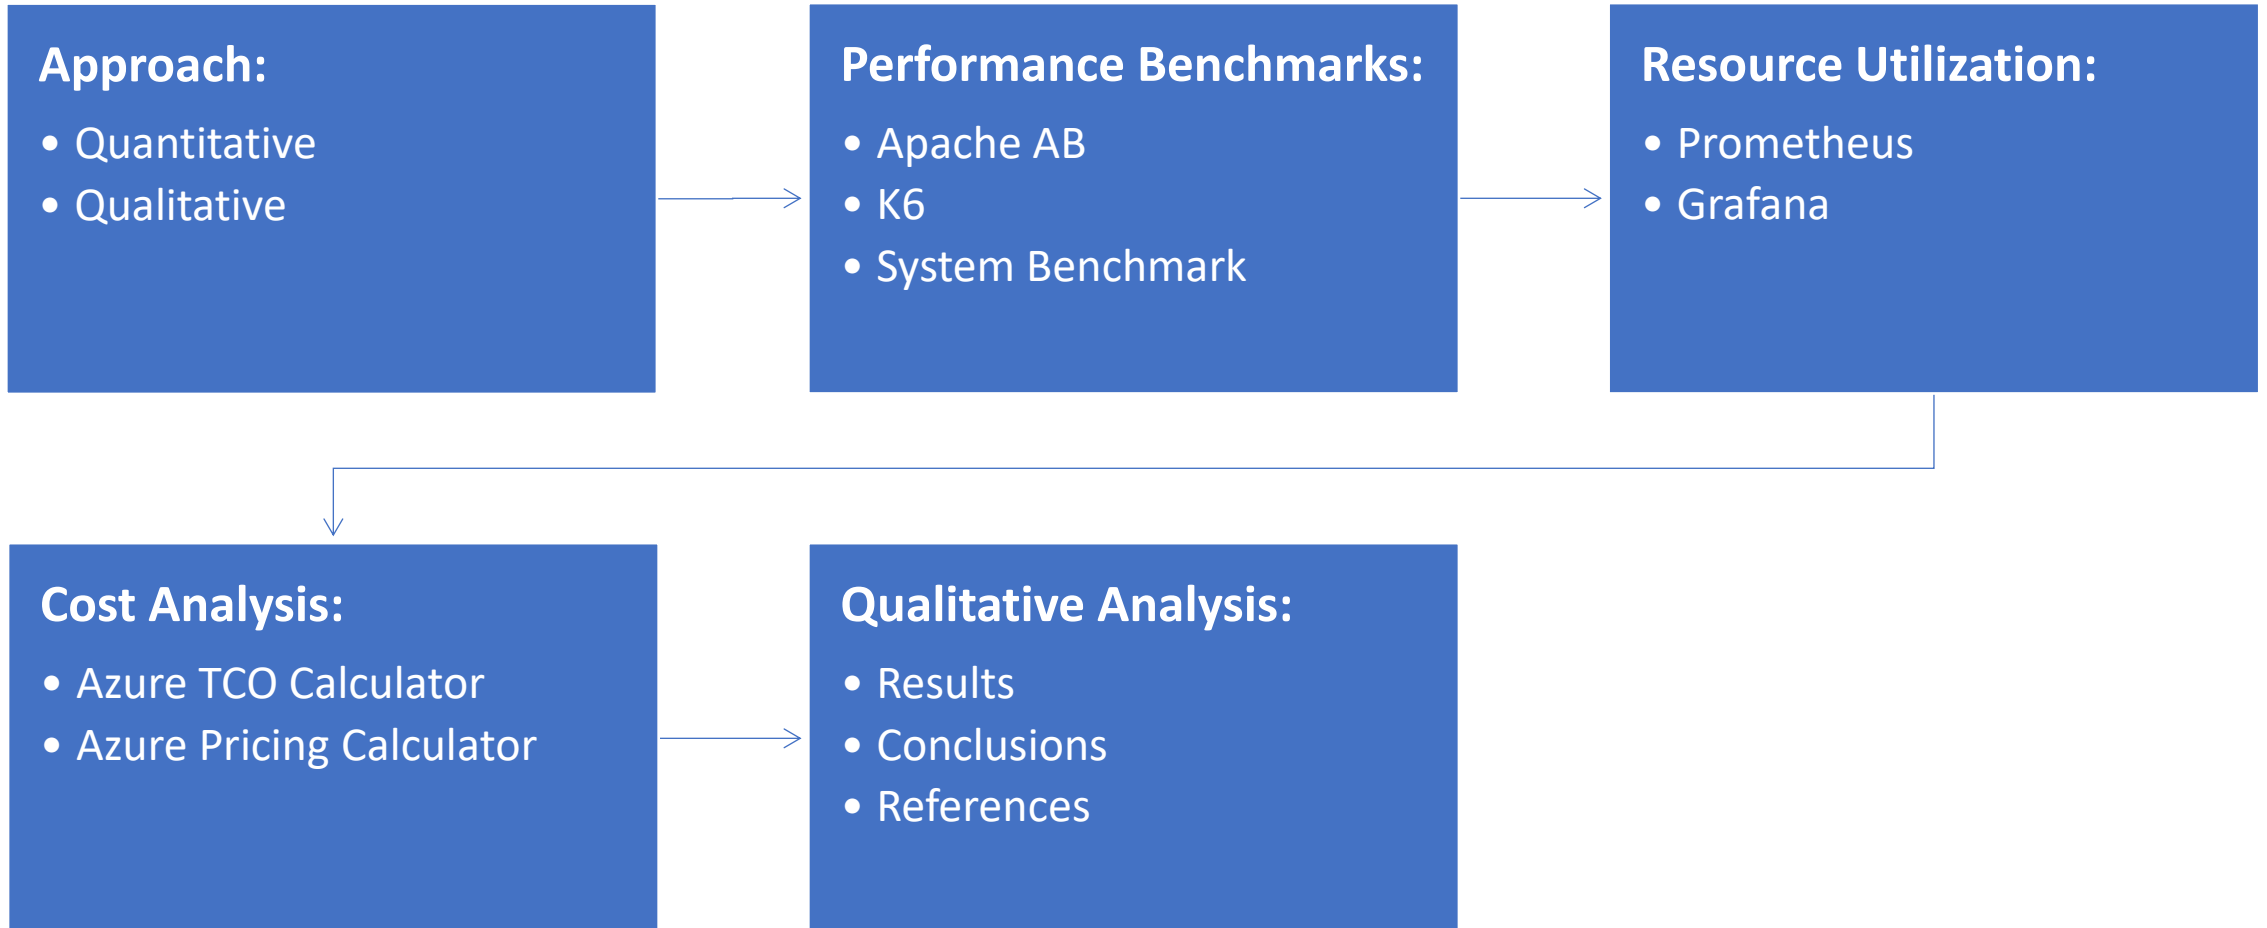 Approach:
• Quantitative
• Qualitative
Performance Benchmarks:
• Apache AB
• K6
• System Benchmark
Resource Utilization:
• Prometheus
• Grafana
Cost Analysis:
• Azure TCO Calculator
• Azure Pricing Calculator
Qualitative Analysis:
• Results
• Conclusions
• References